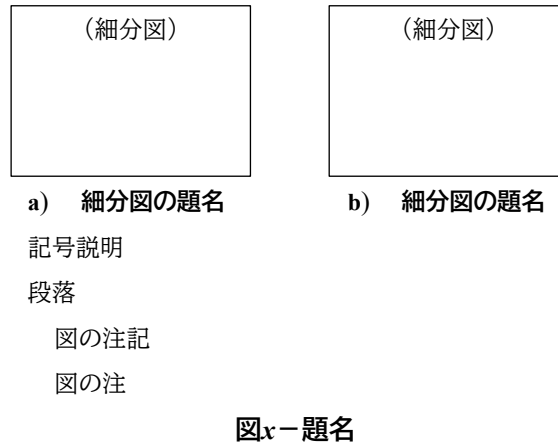 （細分図） （細分図）
a) 細分図の題名 b) 細分図の題名
記号説明
段落
図の注記
図の注
図x－題名